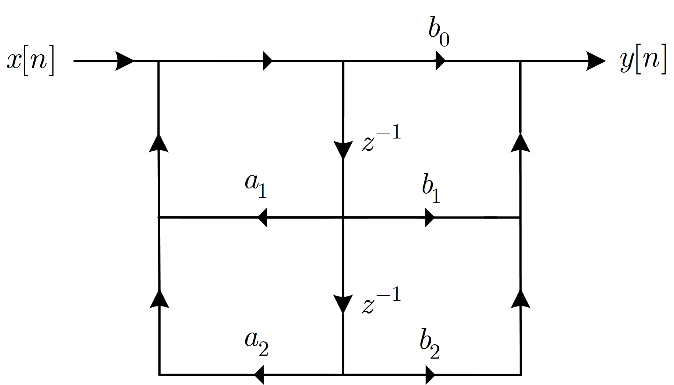 b₀
x[n] y[n]
z⁻¹
a₁ b₁
z⁻¹
a₂ b₂